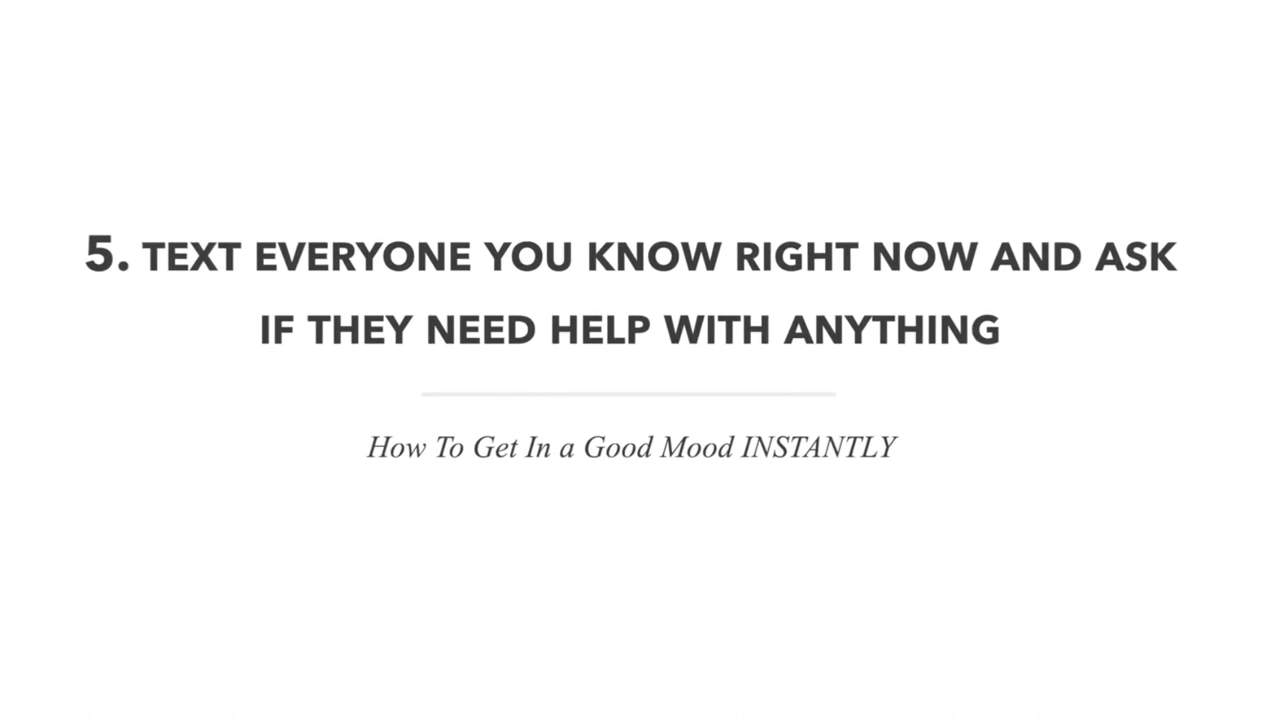 5. TEXT EVERYONE YOU KNOW RIGHT NOW AND ASK
IF THEY NEED HELP WITH ANYTHING
How To Get In a Good Mood INSTANTLY